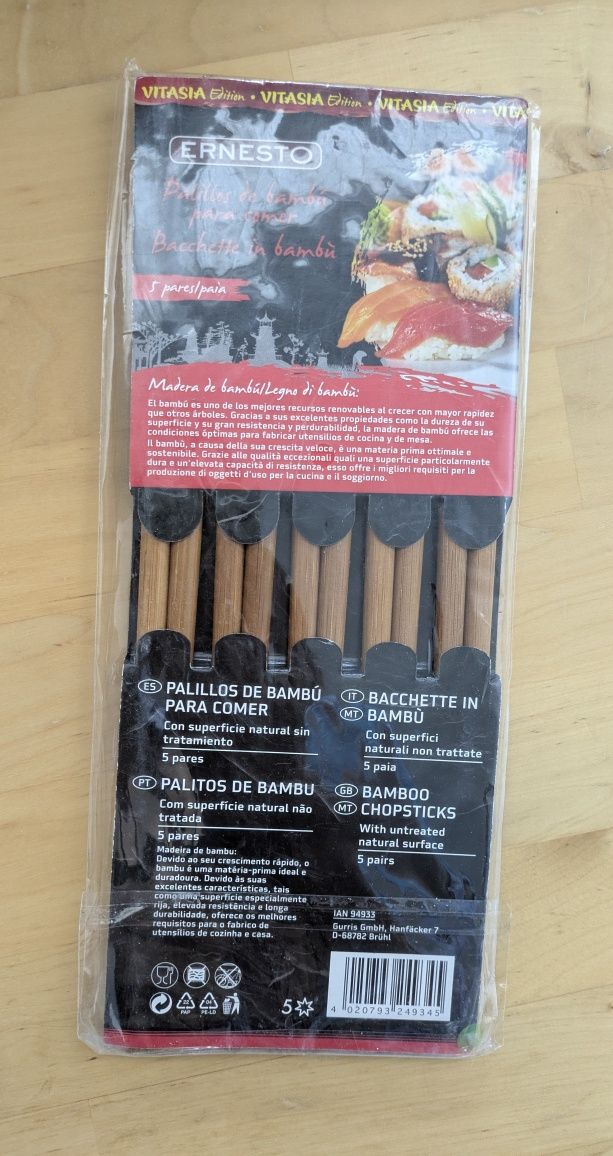 VITASIA Edition • VITASIA Edition • VITASIA Edition • VITA
ERNESTO
Palillos de bambú
para comer
Bacchette in bambù
5 pares/paia
Madera de bambú/Legno di bambù:
El bambú es uno de los mejores recursos renovables al crecer con mayor rapidez
que otros árboles. Gracias a sus excelentes propiedades como la dureza de su
superficie y su gran resistencia y perdurabilidad, la madera de bambú ofrece las
condiciones óptimas para fabricar utensilios de cocina y de mesa.
Il bambù, a causa della sua crescita veloce, è una materia prima ottimale e
sostenibile. Grazie alle qualità eccezionali quali una superficie particolarmente
dura e un'elevata capacità di resistenza, esso offre i migliori requisiti per la
produzione di oggetti d'uso per la cucina e il soggiorno.
ES PALILLOS DE BAMBÚ
PARA COMER
Con superficie natural sin
tratamiento
5 pares
IT BACCHETTE IN
MT BAMBÙ
Con superfici
naturali non trattate
5 paia
PT PALITOS DE BAMBU
Com superfície natural não
tratada
5 pares
Madeira de bambu:
Devido ao seu crescimento rápido, o
bambu é uma matéria-prima ideal e
duradoura. Devido às suas
excelentes características, tais
como uma superfície especialmente
rija, elevada resistência e longa
durabilidade, oferece os melhores
requisitos para o fabrico de
utensílios de cozinha e casa.
GB BAMBOO
MT CHOPSTICKS
With untreated
natural surface
5 pairs
IAN 94933
Gurris GmbH, Hanfäcker 7
D-68782 Brühl
22
PAP
04
PE-LD
5
4 020793 249345